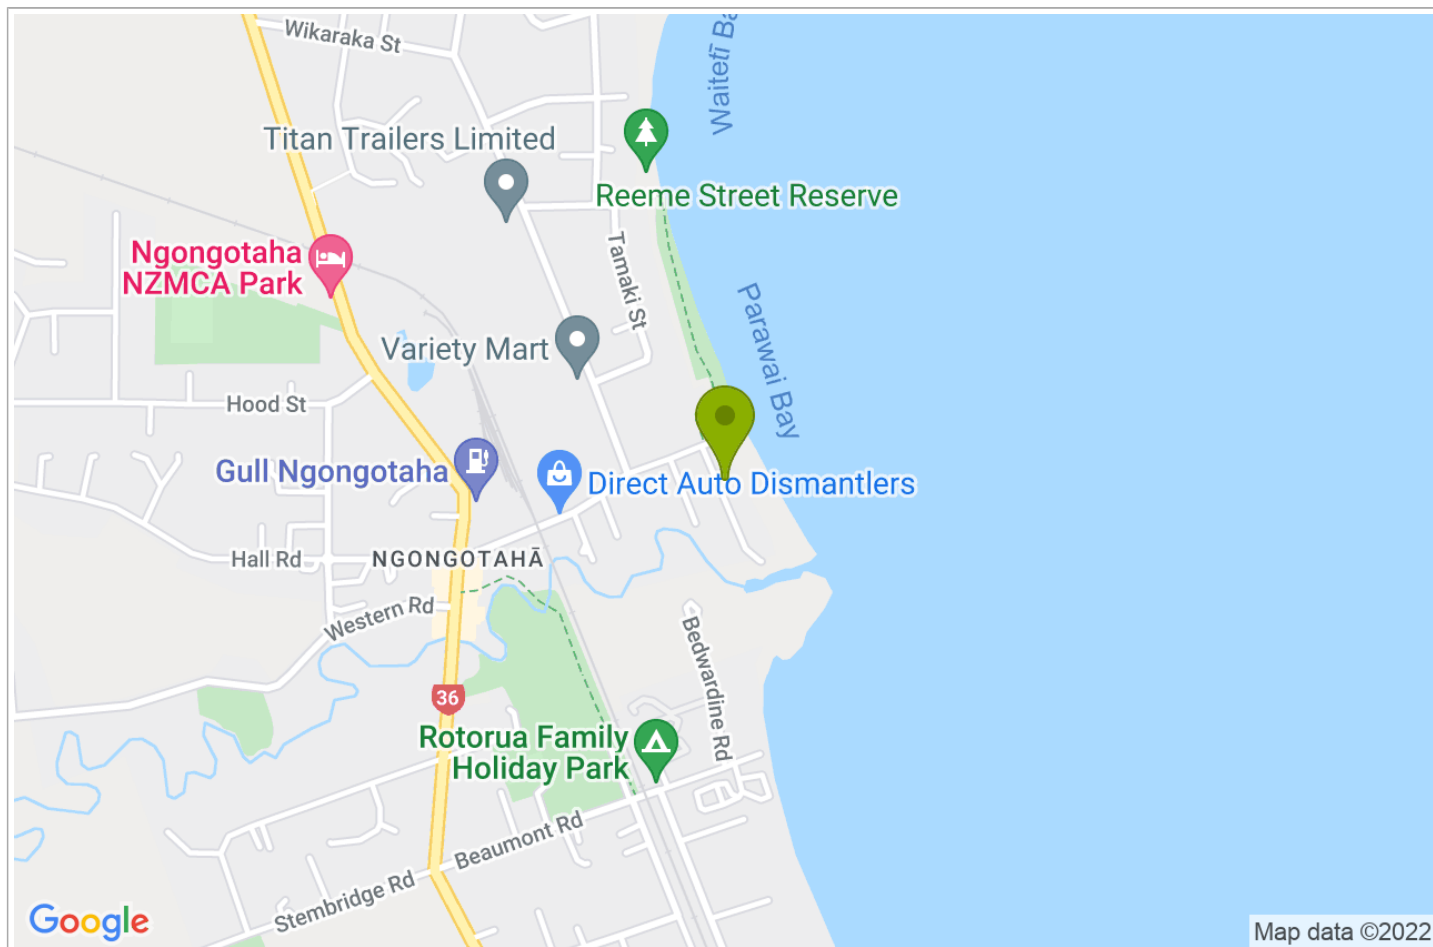 Wikaraka St
Waitetī Ba
Titan Trailers Limited
Reeme Street Reserve
Ngongotaha
NZMCA Park
Tamaki St
Parawai Bay
Variety Mart
Hood St
Gull Ngongotaha
Direct Auto Dismantlers
Hall Rd
NGONGOTAHĀ
Western Rd
Bedwardine Rd
36
Rotorua Family
Holiday Park
Beaumont Rd
Stembridge Rd
Google
Map data ©2022